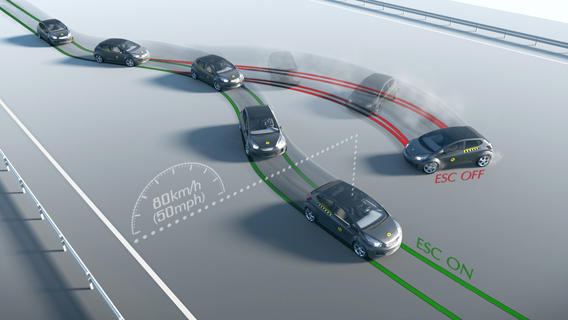 80km/h
(50mph)
ESC OFF
ESC ON